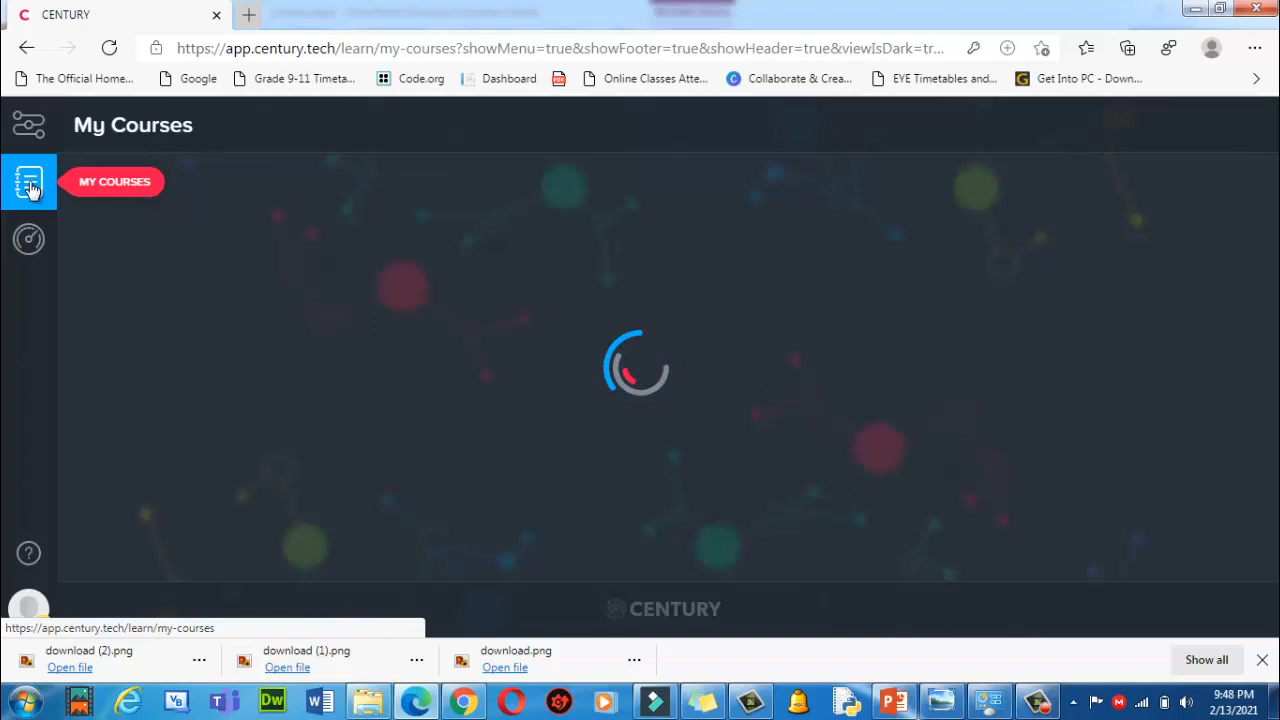 CENTURY
https://app.century.tech/learn/my-courses?showMenu=true&showFooter=true&showHeader=true&viewIsDark=tr...
The Official Home...
Google
Grade 9-11 Timeta...
Code.org
Dashboard
Online Classes Atte...
Collaborate & Crea...
EYE Timetables and...
Get Into PC - Down...
My Courses
MY COURSES
CENTURY
https://app.century.tech/learn/my-courses
download (2).png
Open file
download (1).png
Open file
download.png
Open file
Show all
9:48 PM
2/13/2021